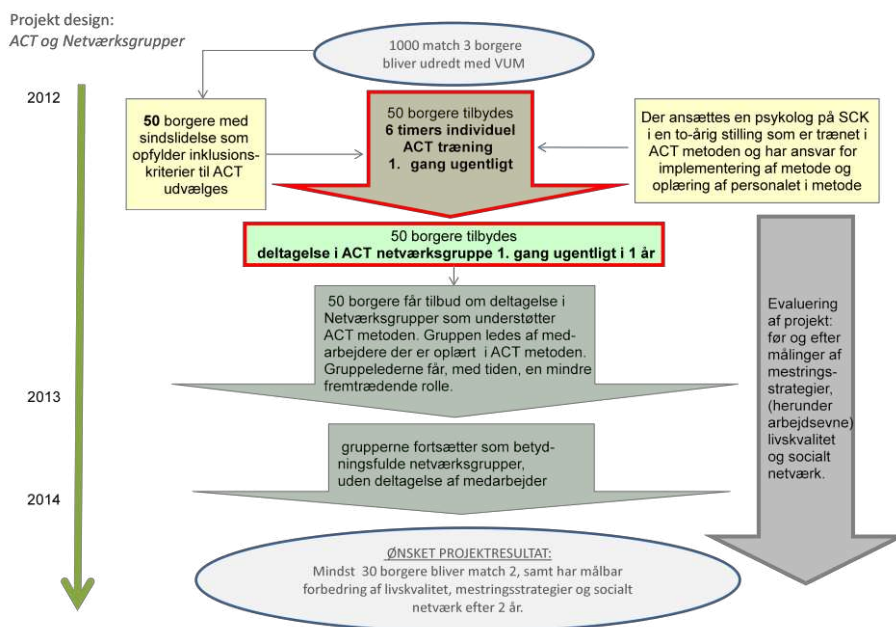 Projekt design:
ACT og Netværksgrupper
1000 match 3 borgere
bliver udredt med VUM
2012
50 borgere med
sindslidelse som
opfylder inklusions-
kriterier til ACT
udvælges
50 borgere tilbydes
6 timers individuel
ACT træning
1. gang ugentligt
Der ansættes en psykolog på SCK
i en to-årig stilling som er trænet i
ACT metoden og har ansvar for
implementering af metode og
oplæring af personalet i metode
50 borgere tilbydes
deltagelse i ACT netværksgruppe 1. gang ugentligt i 1 år
50 borgere får tilbud om deltagelse i
Netværksgrupper som understøtter
ACT metoden. Gruppen ledes af med-
arbejdere der er oplært i ACT metoden.
Gruppelederne får, med tiden, en mindre
fremtrædende rolle.
Evaluering
af projekt:
før og efter
målinger af
mestrings-
strategier,
(herunder
arbejdsevne)
livskvalitet
og socialt
netværk.
2013
grupperne fortsætter som betyd-
ningsfulde netværksgrupper,
uden deltagelse af medarbejder
2014
ØNSKET PROJEKTRESULTAT:
Mindst 30 borgere bliver match 2, samt har målbar
forbedring af livskvalitet, mestringsstrategier og socialt
netværk efter 2 år.